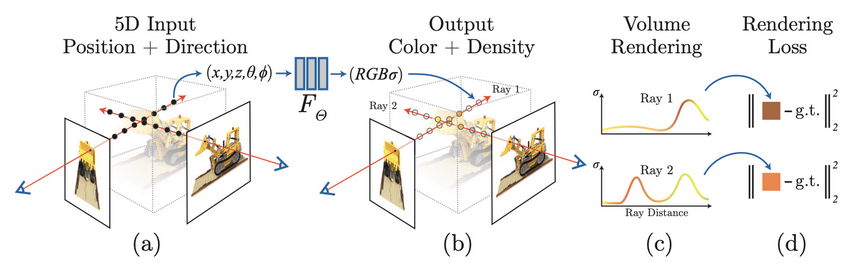 5D Input
Position + Direction
Output
Color + Density
Volume
Rendering
Rendering
Loss
(x,y,z,θ,ϕ)
F_Θ
(RGBσ)
Ray 1
Ray 2
σ
Ray 1
σ
Ray 2
Ray Distance
‖ - g.t. ‖₂²
‖ - g.t. ‖₂²
(a)
(b)
(c)
(d)